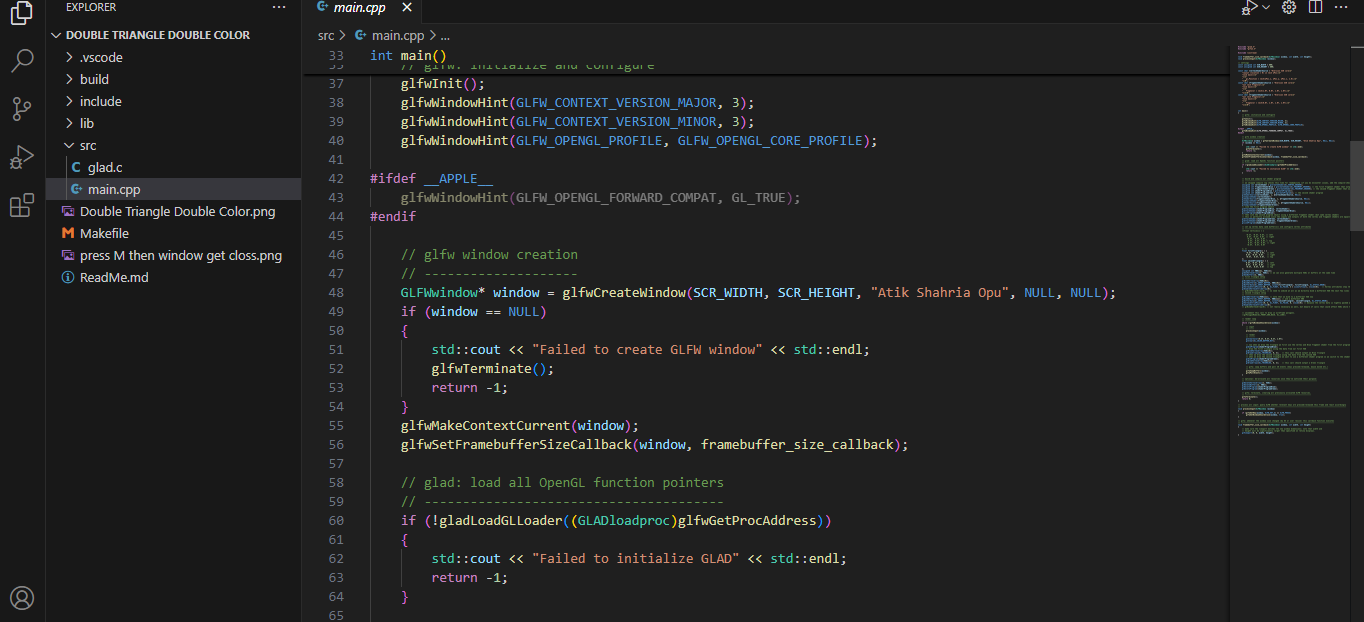 EXPLORER
DOUBLE TRIANGLE DOUBLE COLOR
.vscode
build
include
lib
src
C glad.c
main.cpp
Double Triangle Double Color.png
M Makefile
press M then window get closs.png
ReadMe.md
main.cpp
src > main.cpp > ...
33 int main()
35 // glfw: initialize and configure
37 glfwInit();
38 glfwWindowHint(GLFW_CONTEXT_VERSION_MAJOR, 3);
39 glfwWindowHint(GLFW_CONTEXT_VERSION_MINOR, 3);
40 glfwWindowHint(GLFW_OPENGL_PROFILE, GLFW_OPENGL_CORE_PROFILE);
41
42 #ifdef __APPLE__
43 glfwWindowHint(GLFW_OPENGL_FORWARD_COMPAT, GL_TRUE);
44 #endif
45
46 // glfw window creation
47 // --------------------
48 GLFWwindow* window = glfwCreateWindow(SCR_WIDTH, SCR_HEIGHT, "Atik Shahria Opu", NULL, NULL);
49 if (window == NULL)
50 {
51 std::cout << "Failed to create GLFW window" << std::endl;
52 glfwTerminate();
53 return -1;
54 }
55 glfwMakeContextCurrent(window);
56 glfwSetFramebufferSizeCallback(window, framebuffer_size_callback);
57
58 // glad: load all OpenGL function pointers
59 // ---------------------------------------
60 if (!gladLoadGLLoader((GLADloadproc)glfwGetProcAddress))
61 {
62 std::cout << "Failed to initialize GLAD" << std::endl;
63 return -1;
64 }
65